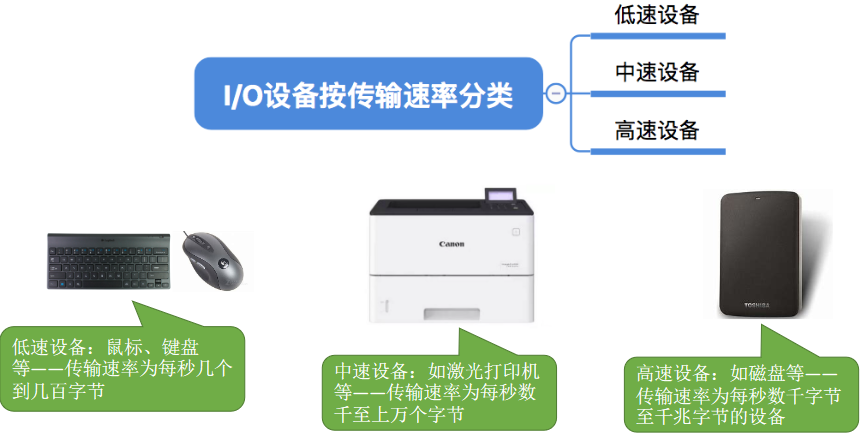 低速设备
I/O设备按传输速率分类
中速设备
高速设备
Canon
TOSHIBA
低速设备：鼠标、键盘
等——传输速率为每秒几个
到几百字节
中速设备：如激光打印机
等——传输速率为每秒数
千至上万个字节
高速设备：如磁盘等——
传输速率为每秒数千字节
至千兆字节的设备